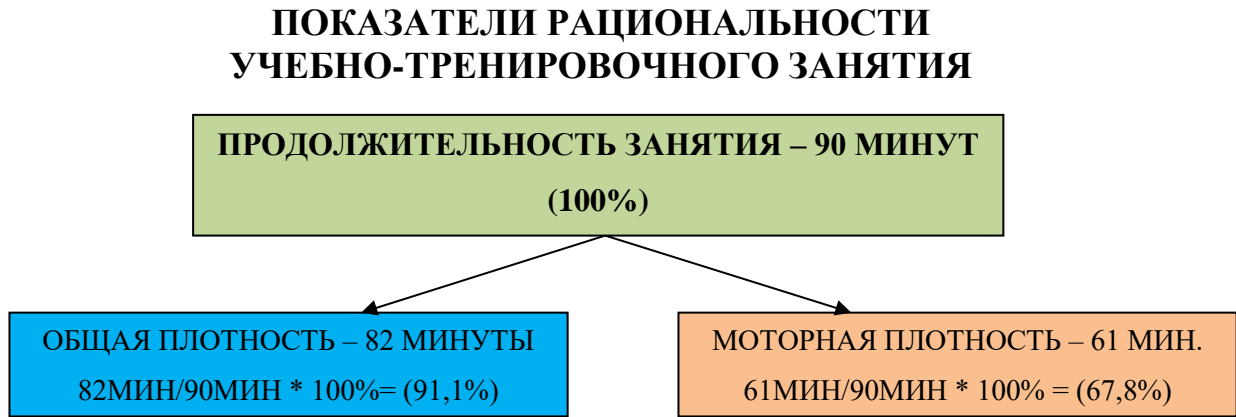 ПОКАЗАТЕЛИ РАЦИОНАЛЬНОСТИ
УЧЕБНО-ТРЕНИРОВОЧНОГО ЗАНЯТИЯ
ПРОДОЛЖИТЕЛЬНОСТЬ ЗАНЯТИЯ – 90 МИНУТ
(100%)
ОБЩАЯ ПЛОТНОСТЬ – 82 МИНУТЫ
82МИН/90МИН * 100%= (91,1%)
МОТОРНАЯ ПЛОТНОСТЬ – 61 МИН.
61МИН/90МИН * 100% = (67,8%)